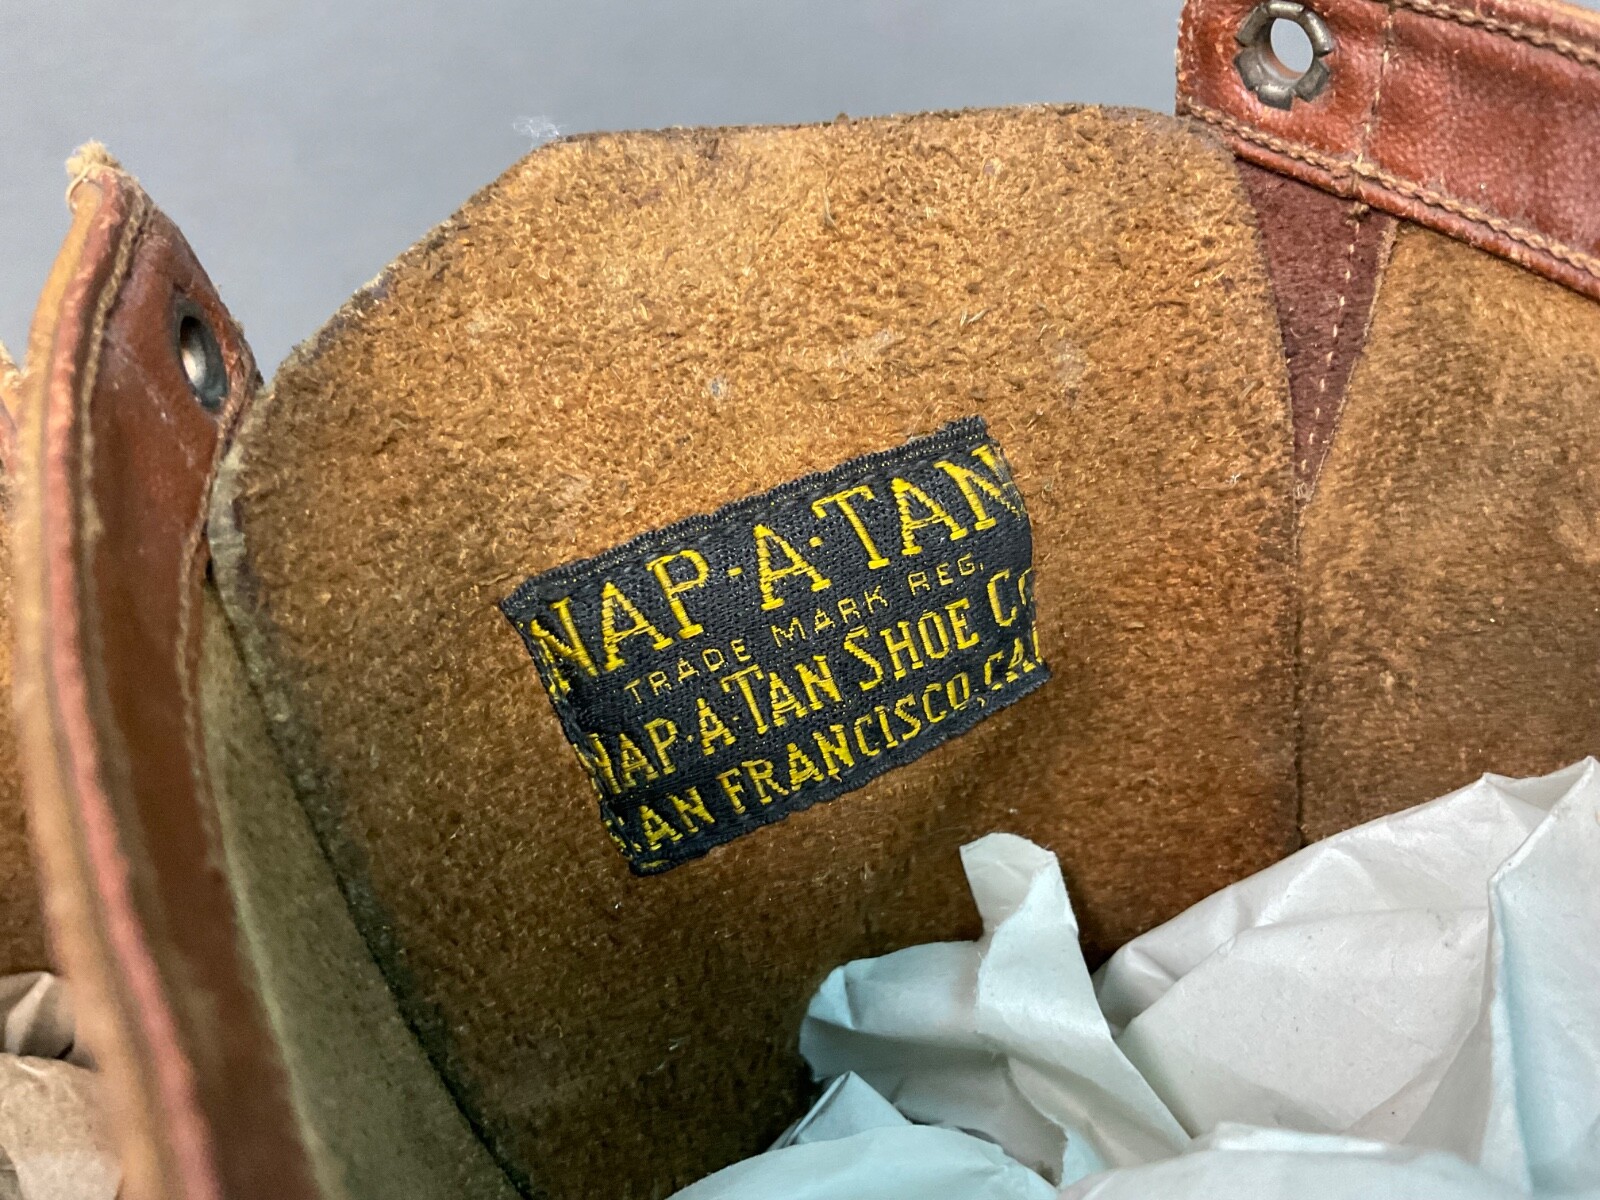 NAP-A-TAN
TRADE MARK REG.
NAP-A-TAN SHOE CO
SAN FRANCISCO, CAL